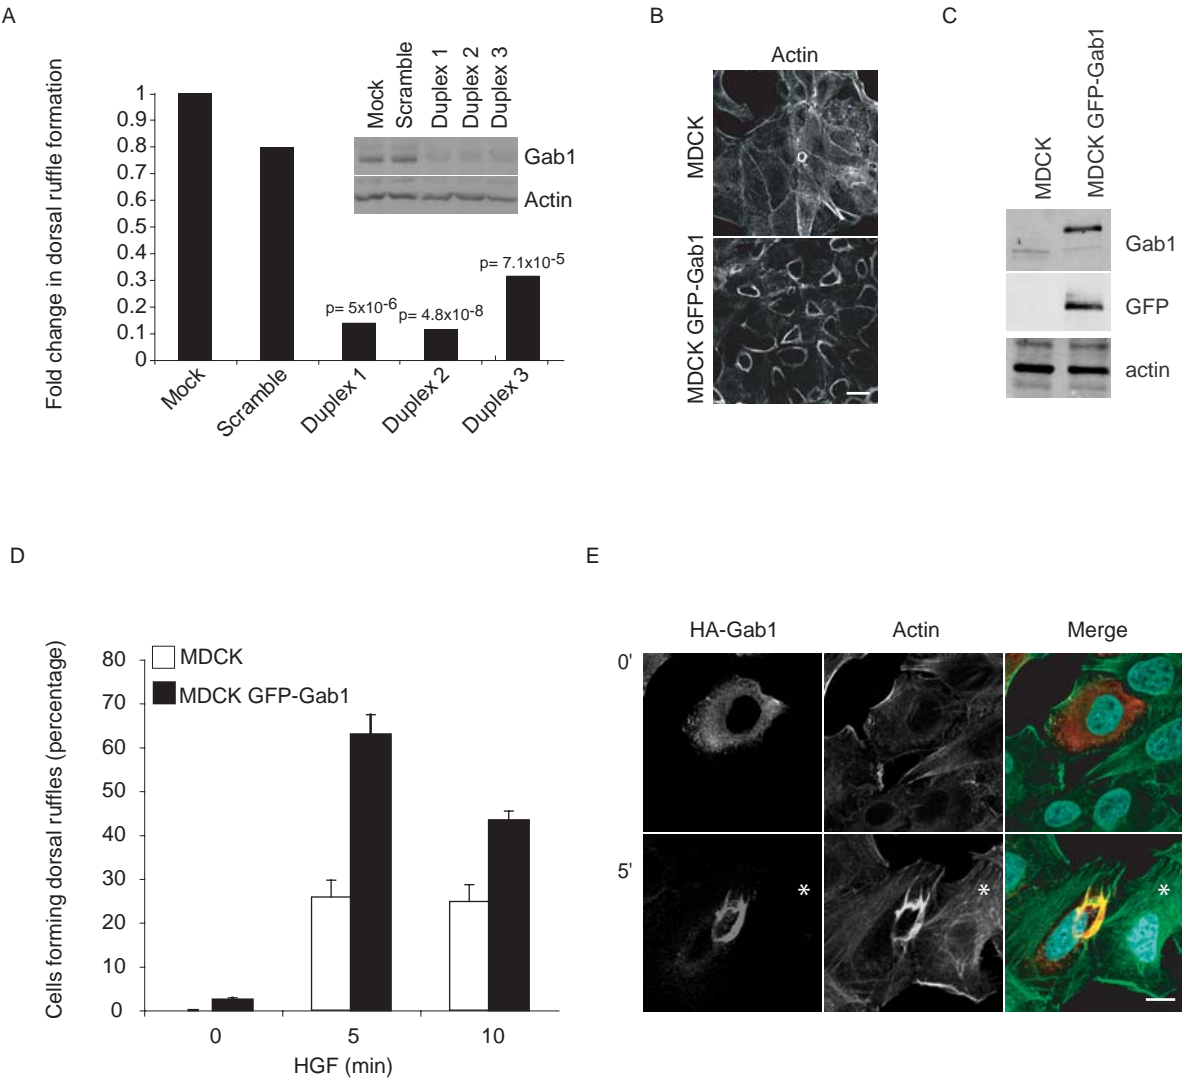 A
Fold change in dorsal ruffle formation
1
0.9
0.8
0.7
0.6
0.5
0.4
0.3
0.2
0.1
0
Mock
Scramble
Duplex 1
Duplex 2
Duplex 3
p= 5x10-6
p= 4.8x10-8
p= 7.1x10-5
Mock
Scramble
Duplex 1
Duplex 2
Duplex 3
Gab1
Actin
B
Actin
MDCK
MDCK GFP-Gab1
C
MDCK
MDCK GFP-Gab1
Gab1
GFP
actin
D
Cells forming dorsal ruffles (percentage)
80
70
60
50
40
30
20
10
0
MDCK
MDCK GFP-Gab1
0 5 10
HGF (min)
E
HA-Gab1 Actin Merge
0'
5'
* * *